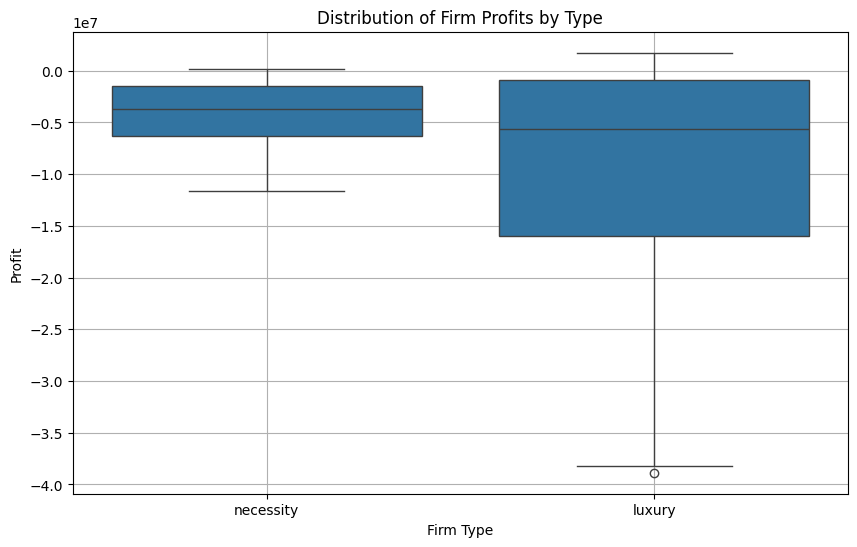 Distribution of Firm Profits by Type
1e7
0.0
−0.5
−1.0
−1.5
−2.0
−2.5
−3.0
−3.5
−4.0
Profit
necessity luxury
Firm Type